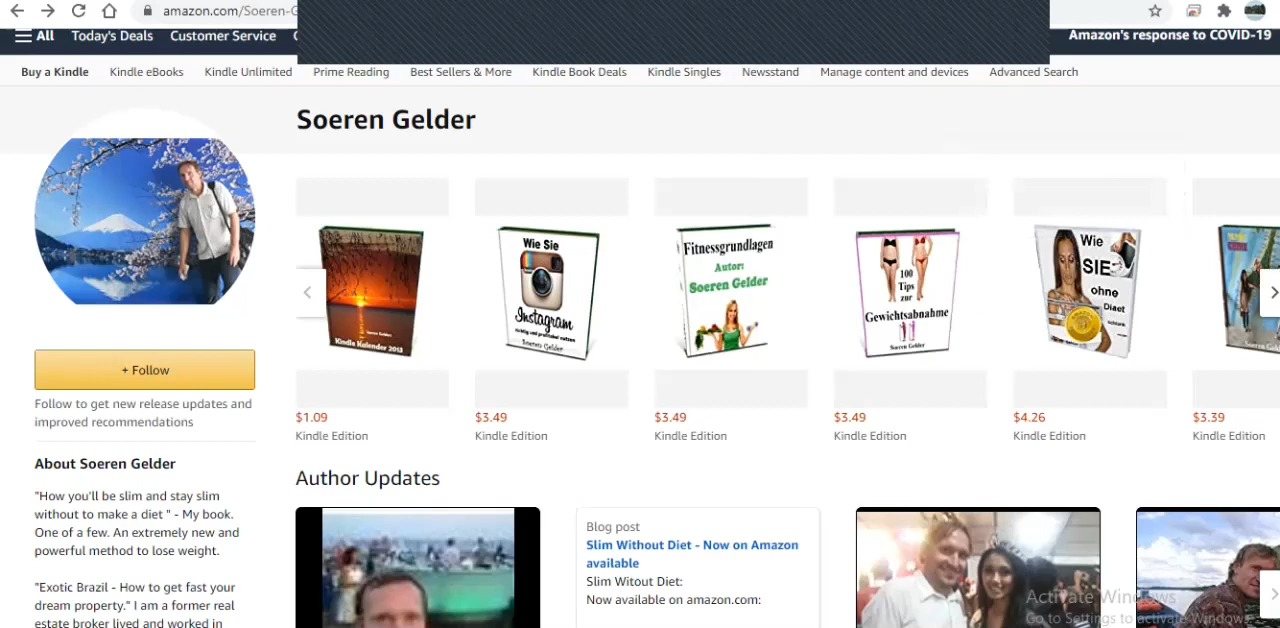 amazon.com/Soeren-G
All Today's Deals Customer Service
Amazon's response to COVID-19
Buy a Kindle Kindle eBooks Kindle Unlimited Prime Reading Best Sellers & More Kindle Book Deals Kindle Singles Newsstand Manage content and devices Advanced Search
Soeren Gelder
Kindle Kalender 2013
Wie Sie
Instagram
richtig und profitabel nutzen
Soeren Gelder
Fitnessgrundlagen
Autor:
Soeren Gelder
100
Tips
zur
Gewichtsabnahme
Soeren Gelder
Wie
SIE
ohne
Diaet
$1.09
Kindle Edition
$3.49
Kindle Edition
$3.49
Kindle Edition
$3.49
Kindle Edition
$4.26
Kindle Edition
$3.39
Kindle Edition
+ Follow
Follow to get new release updates and
improved recommendations
About Soeren Gelder
"How you'll be slim and stay slim
without to make a diet " - My book.
One of a few. An extremely new and
powerful method to lose weight.
"Exotic Brazil - How to get fast your
dream property." I am a former real
estate broker lived and worked in
Author Updates
Blog post
Slim Without Diet - Now on Amazon
available
Slim Witout Diet:
Now available on amazon.com:
Activate Windows
Go to Settings to activate Windows.